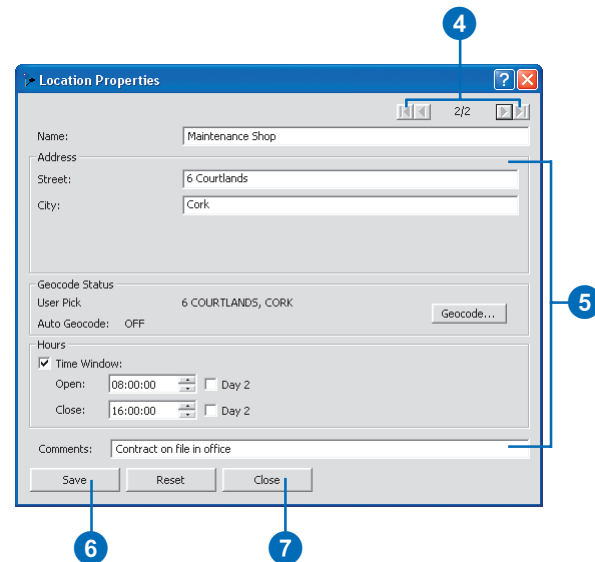 4
Location Properties
2/2
Name: Maintenance Shop
Address
Street: 6 Courtlands
City: Cork
Geocode Status
User Pick 6 COURTLANDS, CORK
Geocode...
Auto Geocode: OFF
5
Hours
Time Window:
Open: 08:00:00 Day 2
Close: 16:00:00 Day 2
Comments: Contract on file in office
Save Reset Close
6 7